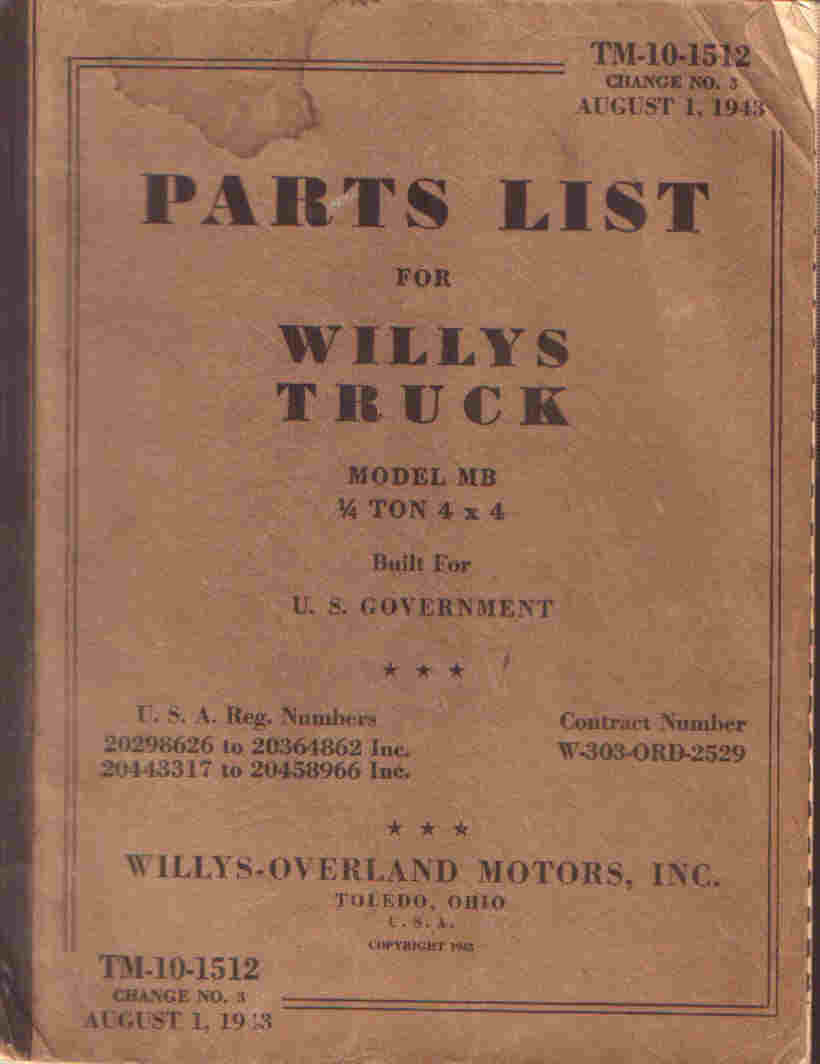 TM-10-1512
CHANGE NO. 3
AUGUST 1, 1943
PARTS LIST
FOR
WILLYS
TRUCK
MODEL MB
¼ TON 4 x 4
Built For
U. S. GOVERNMENT
★ ★ ★
U. S. A. Reg. Numbers
20298626 to 20364862 Inc.
20443317 to 20458966 Inc.
Contract Number
W-303-ORD-2529
★ ★ ★
WILLYS-OVERLAND MOTORS, INC.
TOLEDO, OHIO
U. S. A.
COPYRIGHT
TM-10-1512
CHANGE NO. 3
AUGUST 1, 1943